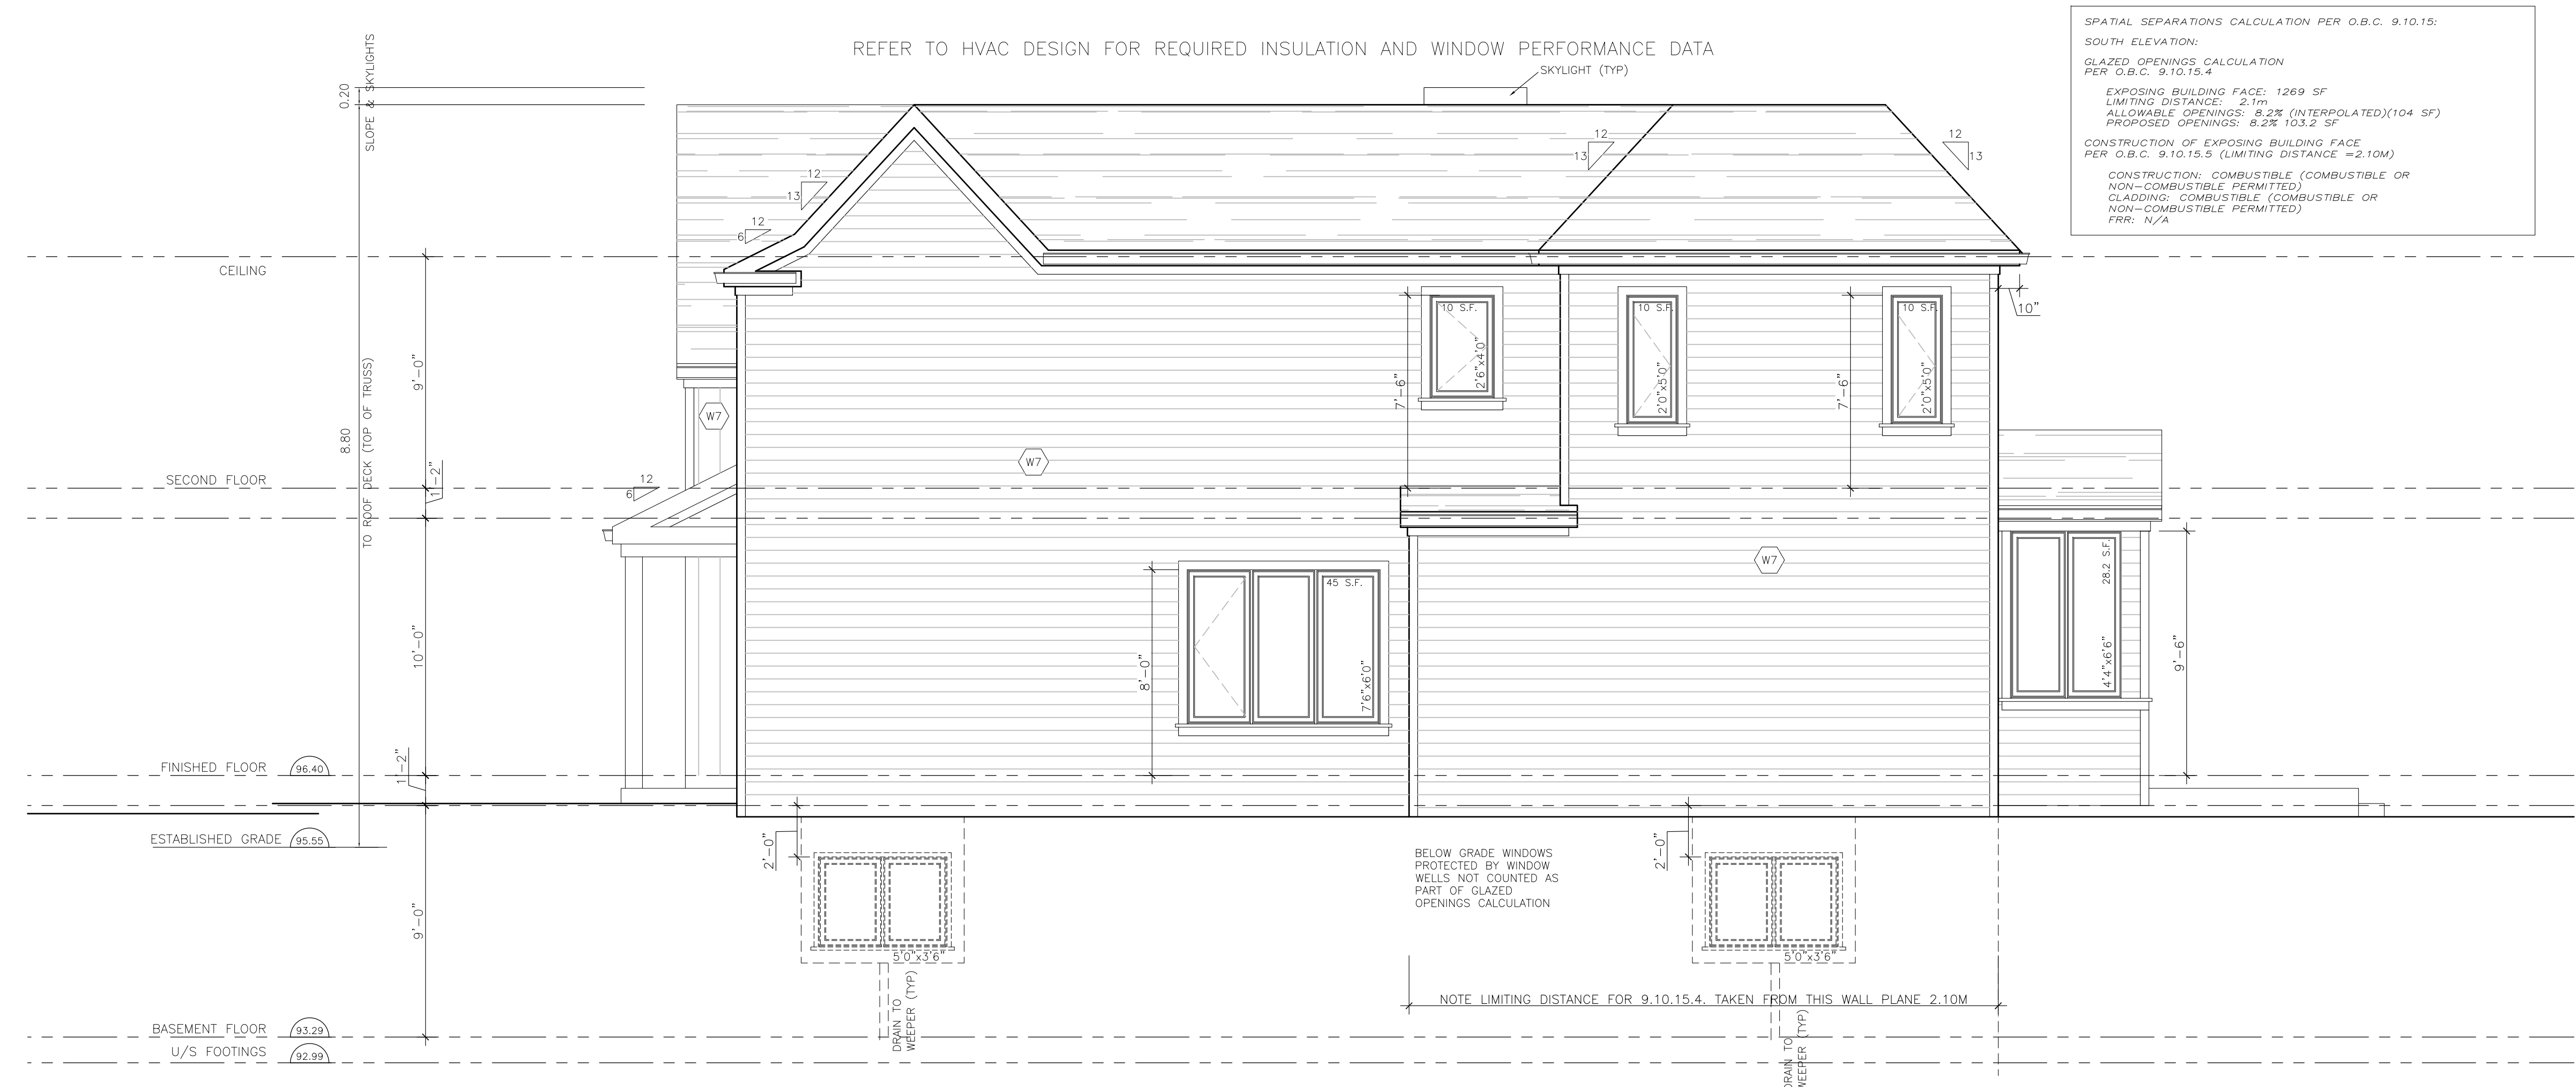 REFER TO HVAC DESIGN FOR REQUIRED INSULATION AND WINDOW PERFORMANCE DATA
SKYLIGHT (TYP)
SPATIAL SEPARATIONS CALCULATION PER O.B.C. 9.10.15:
SOUTH ELEVATION:
GLAZED OPENINGS CALCULATION
PER O.B.C. 9.10.15.4
EXPOSING BUILDING FACE: 1269 SF
LIMITING DISTANCE: 2.1m
ALLOWABLE OPENINGS: 8.2% (INTERPOLATED)(104 SF)
PROPOSED OPENINGS: 8.2% 103.2 SF
CONSTRUCTION OF EXPOSING BUILDING FACE
PER O.B.C. 9.10.15.5 (LIMITING DISTANCE =2.10M)
CONSTRUCTION: COMBUSTIBLE (COMBUSTIBLE OR
NON-COMBUSTIBLE PERMITTED)
CLADDING: COMBUSTIBLE (COMBUSTIBLE OR
NON-COMBUSTIBLE PERMITTED)
FRR: N/A
0.20
SLOPE & SKYLIGHTS
8.80
TO ROOF DECK (TOP OF TRUSS)
12
13
12
6
12
13
12
13
12
6
CEILING
SECOND FLOOR
FINISHED FLOOR
96.40
ESTABLISHED GRADE
95.55
BASEMENT FLOOR
93.29
U/S FOOTINGS
92.99
9'-0"
1'-2"
10'-0"
1'-2"
9'-0"
W7
W7
W7
10 S.F.
2'6"x4'0"
7'-6"
10 S.F.
2'0"x5'0"
7'-6"
10 S.F.
2'0"x5'0"
10"
8'-0"
45 S.F.
7'6"x6'0"
28.2 S.F.
4'4"x6'6"
9'-6"
2'-0"
5'0"x3'6"
DRAIN TO
WEEPER (TYP)
BELOW GRADE WINDOWS
PROTECTED BY WINDOW
WELLS NOT COUNTED AS
PART OF GLAZED
OPENINGS CALCULATION
2'-0"
5'0"x3'6"
NOTE LIMITING DISTANCE FOR 9.10.15.4. TAKEN FROM THIS WALL PLANE 2.10M
DRAIN TO
WEEPER (TYP)